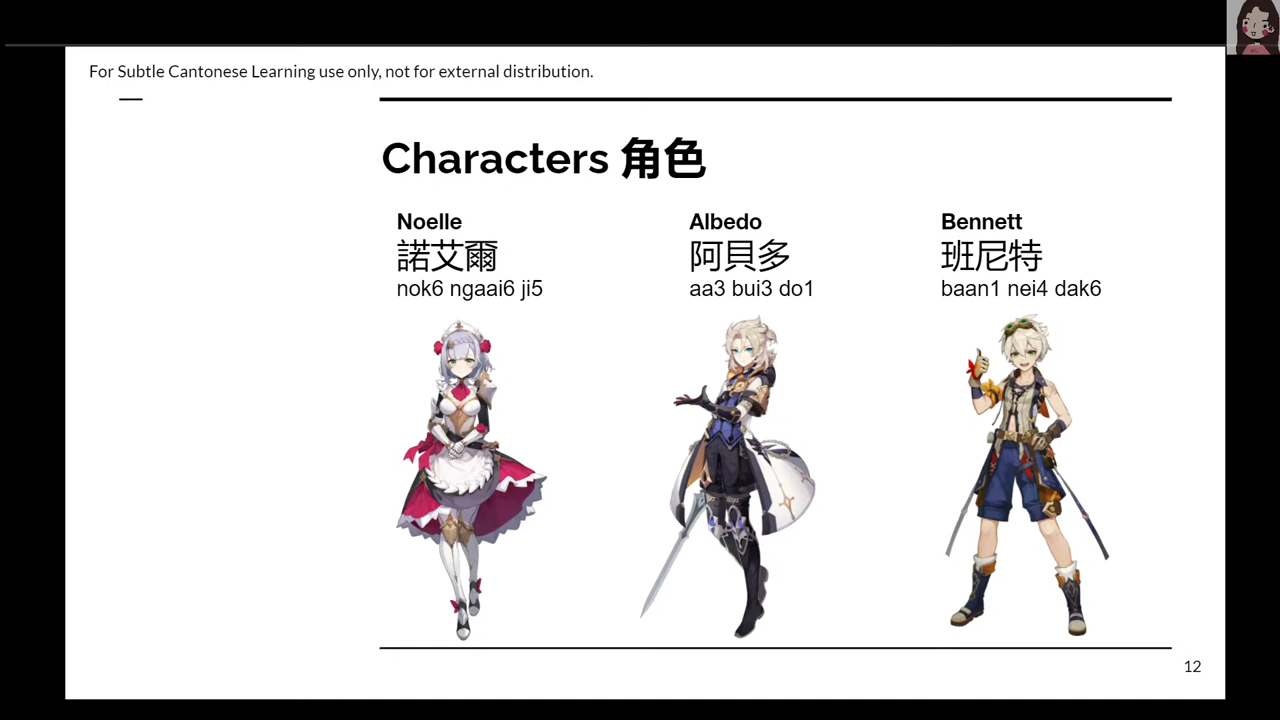 For Subtle Cantonese Learning use only, not for external distribution.
Characters 角色
Noelle
諾艾爾
nok6 ngaai6 ji5
Albedo
阿貝多
aa3 bui3 do1
Bennett
班尼特
baan1 nei4 dak6
12